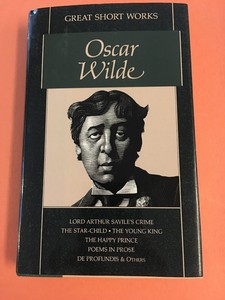 GREAT SHORT WORKS
Oscar
Wilde
LORD ARTHUR SAVILE'S CRIME
THE STAR-CHILD • THE YOUNG KING
THE HAPPY PRINCE
POEMS IN PROSE
DE PROFUNDIS & OTHERS